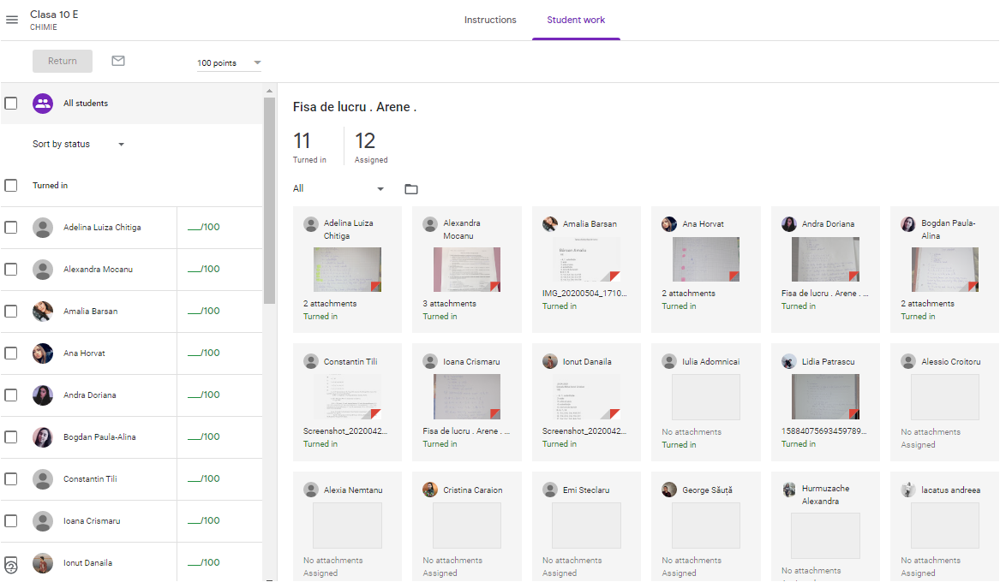 Clasa 10 E
CHIMIE
Instructions
Student work
Return
100 points
All students
Sort by status
Turned in
Adelina Luiza Chitiga
__/100
Alexandra Mocanu
__/100
Amalia Barsan
__/100
Ana Horvat
__/100
Andra Doriana
__/100
Bogdan Paula-Alina
__/100
Constantin Tili
__/100
Ioana Crismaru
__/100
Ionut Danaila
__/100
Fisa de lucru . Arene .
11
Turned in
12
Assigned
All
Adelina Luiza
Chitiga
2 attachments
Turned in
Alexandra
Mocanu
3 attachments
Turned in
Amalia Barsan
Bârsan Amalia
IMG_20200504_1710...
Turned in
Ana Horvat
2 attachments
Turned in
Andra Doriana
Fisa de lucru . Arene . ...
Turned in
Bogdan Paula-
Alina
2 attachments
Turned in
Constantin Tili
Screenshot_2020042...
Turned in
Ioana Crismaru
Fisa de lucru . Arene . ...
Turned in
Ionut Danaila
Screenshot_2020042...
Turned in
Iulia Adomnicai
No attachments
Turned in
Lidia Patrascu
15884075693459789...
Turned in
Alessio Croitoru
No attachments
Assigned
Alexia Nemtanu
No attachments
Assigned
Cristina Caraion
No attachments
Assigned
Emi Steolaru
No attachments
Assigned
George Săuță
No attachments
Assigned
Hurmuzache
Alexandra
No attachments
lacatus andreea
No attachments
Assigned